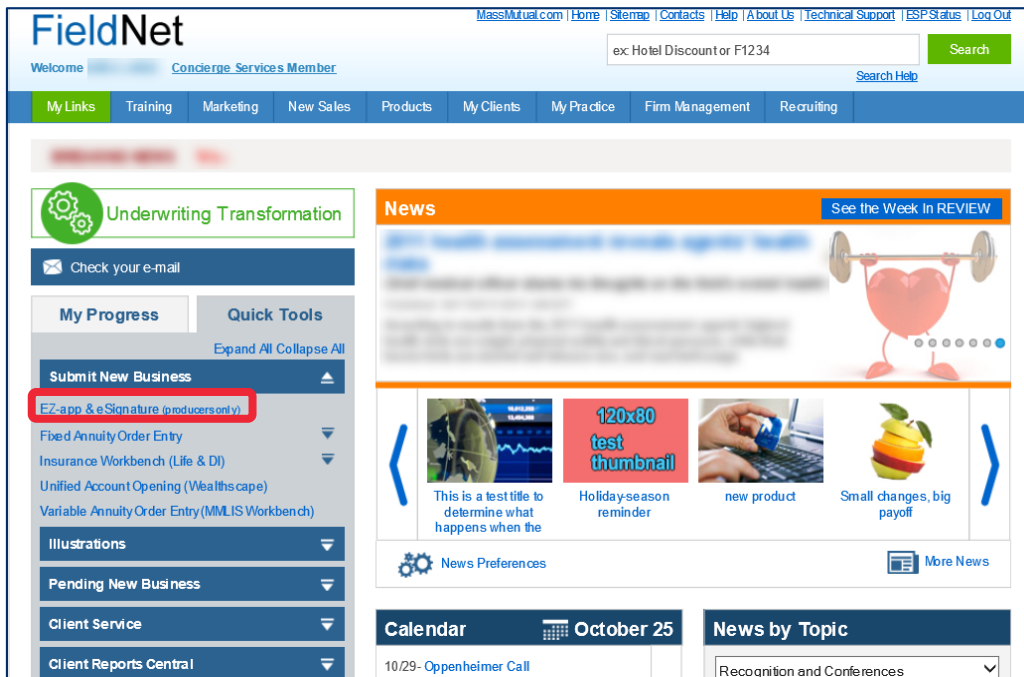 MassMutual.com | Home | Sitemap | Contacts | Help | About Us | Technical Support | ESP Status | Log Out
FieldNet
ex: Hotel Discount or F1234
Search
Welcome
Concierge Services Member
Search Help
My Links
Training
Marketing
New Sales
Products
My Clients
My Practice
Firm Management
Recruiting
BREAKING NEWS
Underwriting Transformation
Check your e-mail
My Progress
Quick Tools
Expand All Collapse All
Submit New Business
EZ-app & eSignature (producers only)
Fixed Annuity Order Entry
Insurance Workbench (Life & DI)
Unified Account Opening (Wealthscape)
Variable Annuity Order Entry (MMLIS Workbench)
Illustrations
Pending New Business
Client Service
Client Reports Central
News
See the Week In REVIEW
This is a test title to
determine what
happens when the
120x80
test
thumbnail
Holiday-season
reminder
new product
Small changes, big
payoff
News Preferences
More News
Calendar
October 25
10/29- Oppenheimer Call
News by Topic
Recognition and Conferences